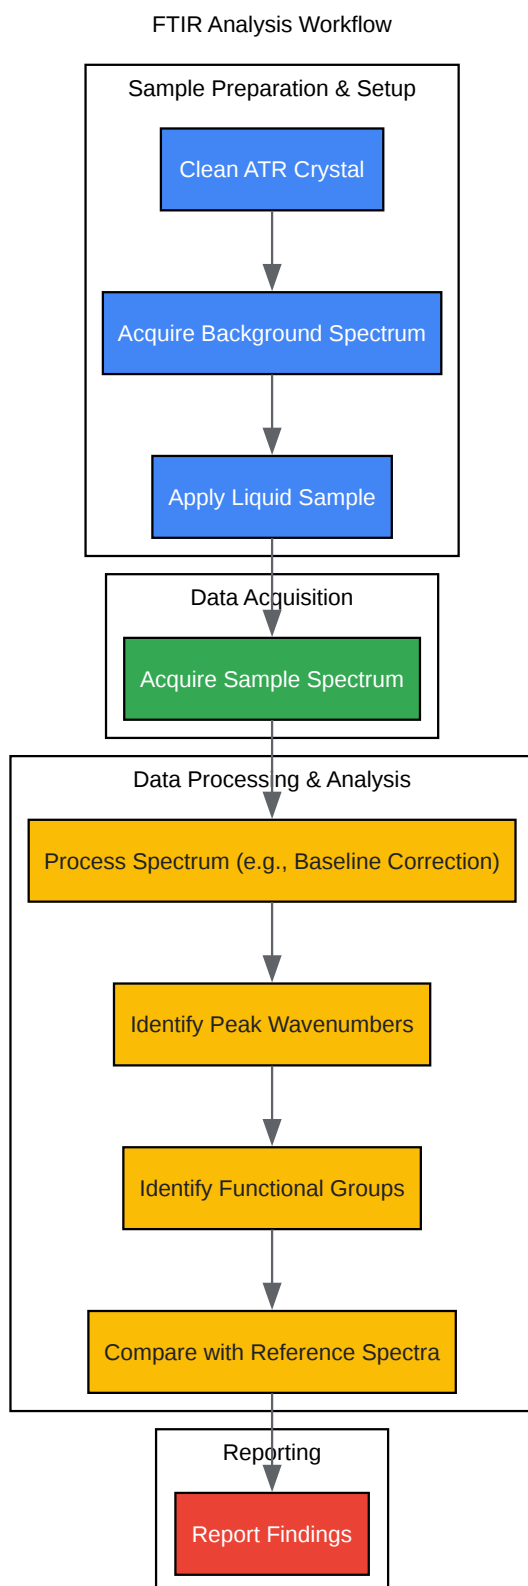 FTIR Analysis Workflow
Sample Preparation & Setup
Clean ATR Crystal
Acquire Background Spectrum
Apply Liquid Sample
Data Acquisition
Acquire Sample Spectrum
Data Processing & Analysis
Process Spectrum (e.g., Baseline Correction)
Identify Peak Wavenumbers
Identify Functional Groups
Compare with Reference Spectra
Reporting
Report Findings